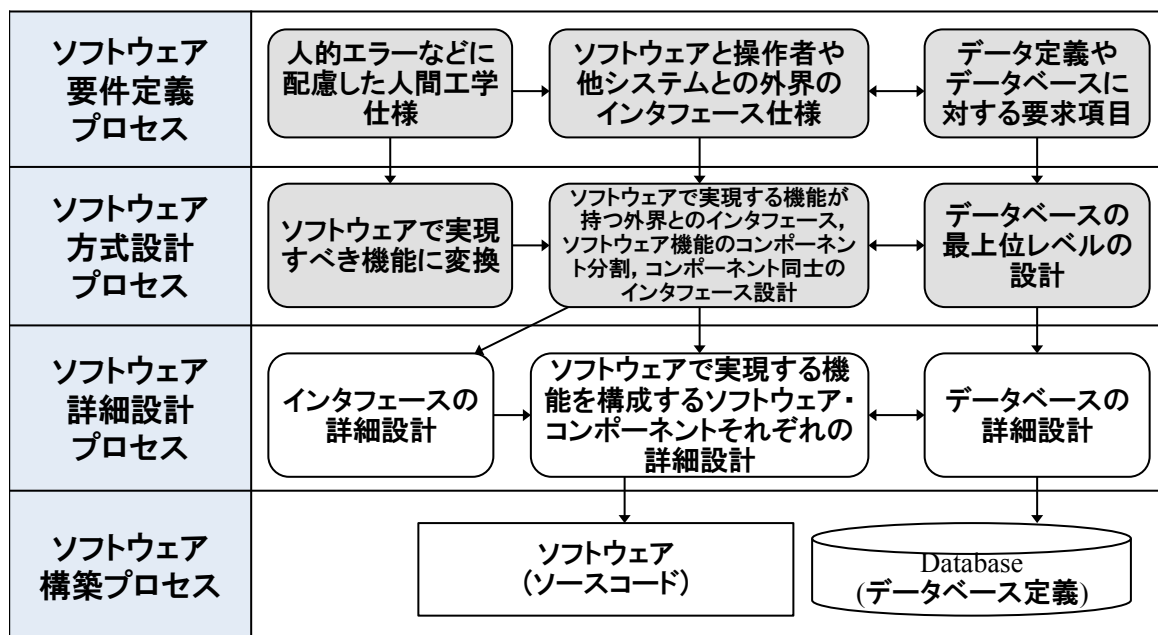 ソフトウェア
要件定義
プロセス
人的エラーなどに
配慮した人間工学
仕様
ソフトウェアと操作者や
他システムとの外界の
インタフェース仕様
データ定義や
データベースに
対する要求項目
ソフトウェア
方式設計
プロセス
ソフトウェアで実現
すべき機能に変換
ソフトウェアで実現する機能が
持つ外界とのインタフェース,
ソフトウェア機能のコンポーネン
ト分割, コンポーネント同士の
インタフェース設計
データベースの
最上位レベルの
設計
ソフトウェア
詳細設計
プロセス
インタフェースの
詳細設計
ソフトウェアで実現する機
能を構成するソフトウェア・
コンポーネントそれぞれの
詳細設計
データベースの
詳細設計
ソフトウェア
構築プロセス
ソフトウェア
(ソースコード)
Database
(データベース定義)